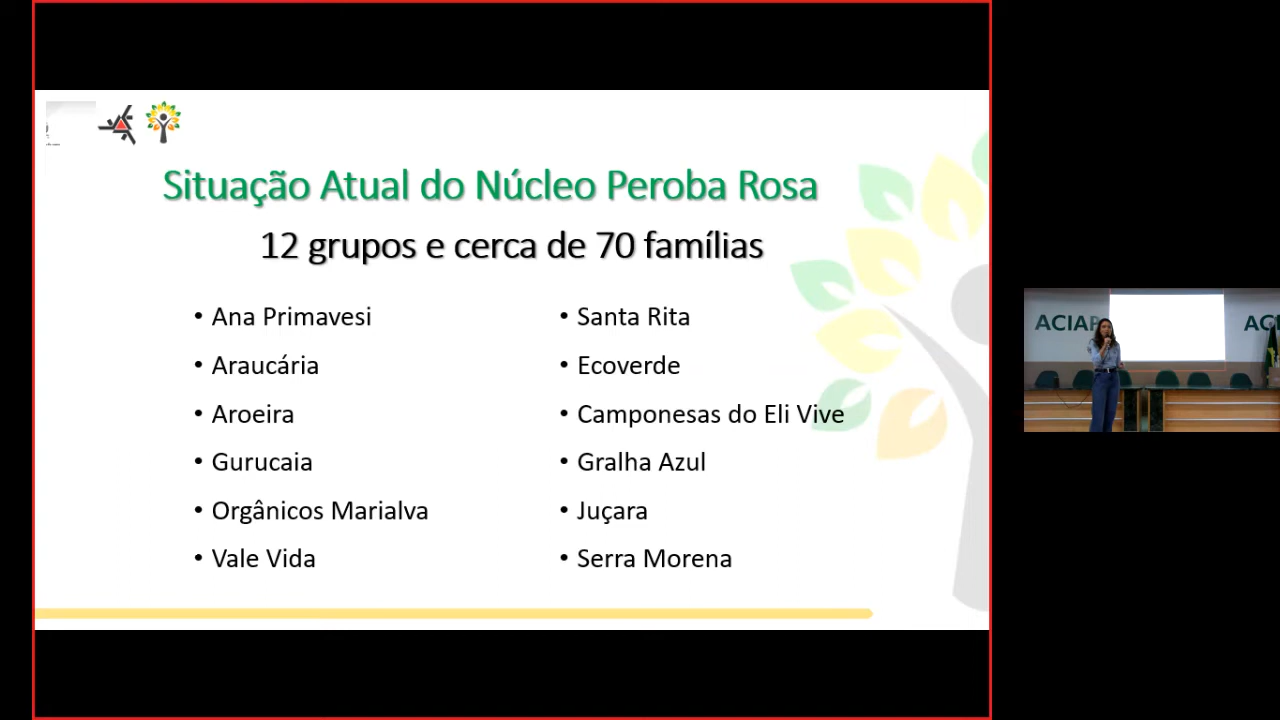 Situação Atual do Núcleo Peroba Rosa
12 grupos e cerca de 70 famílias
• Ana Primavesi
• Araucária
• Aroeira
• Gurucaia
• Orgânicos Marialva
• Vale Vida
• Santa Rita
• Ecoverde
• Camponesas do Eli Vive
• Gralha Azul
• Juçara
• Serra Morena
ACIAP